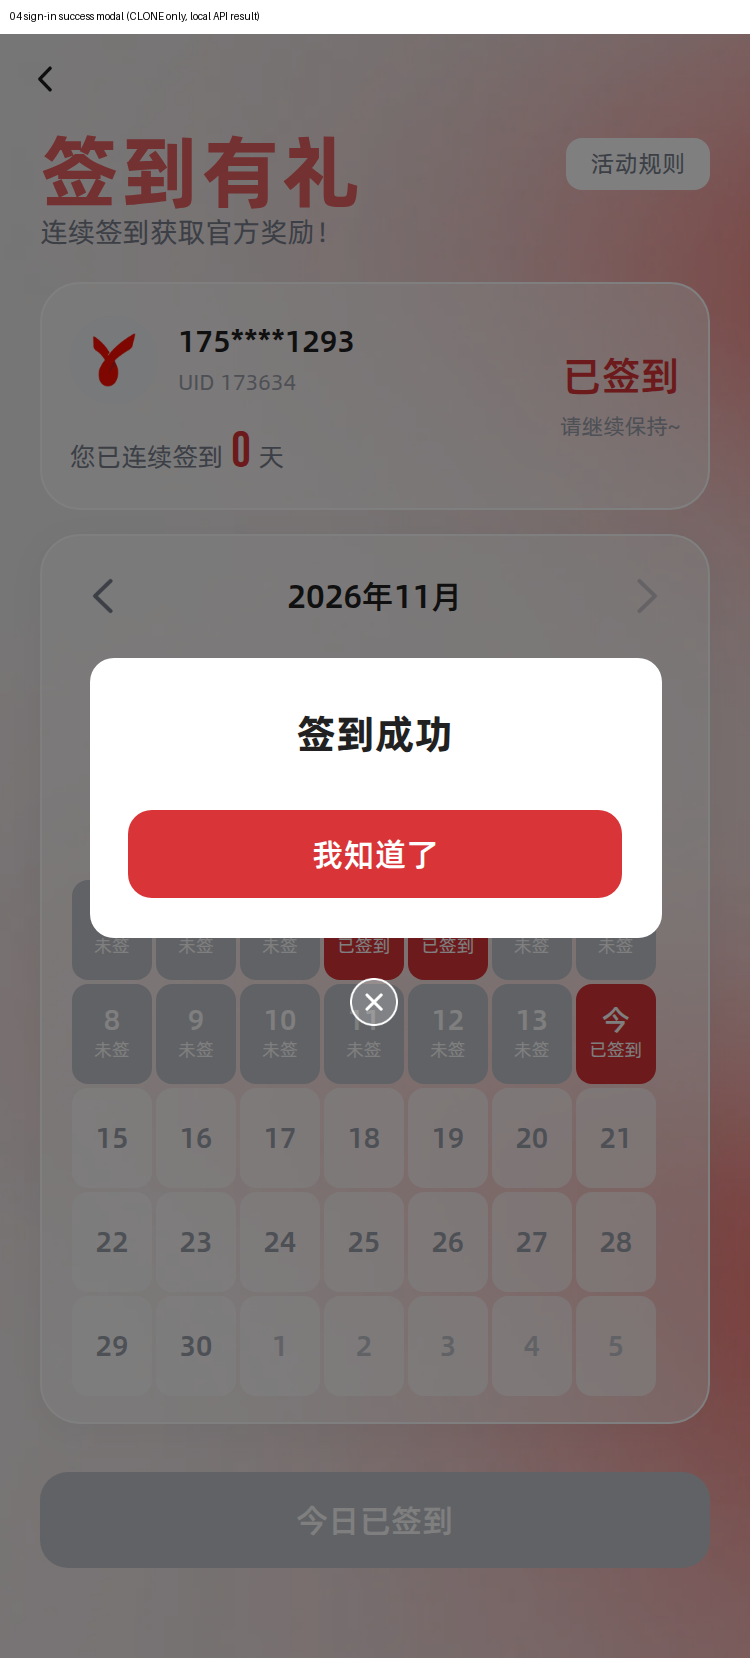 04 sign-in success modal (CLONE only, local API result)
签到有礼
活动规则
连续签到获取官方奖励！
175****1293
UID 173634
已签到
请继续保持~
您已连续签到 0 天
2026年11月
签到成功
我知道了
未签 未签 未签 已签到 已签到 未签 未签
8 9 10 11 12 13 今
未签 未签 未签 未签 未签 未签 已签到
15 16 17 18 19 20 21
22 23 24 25 26 27 28
29 30 1 2 3 4 5
今日已签到